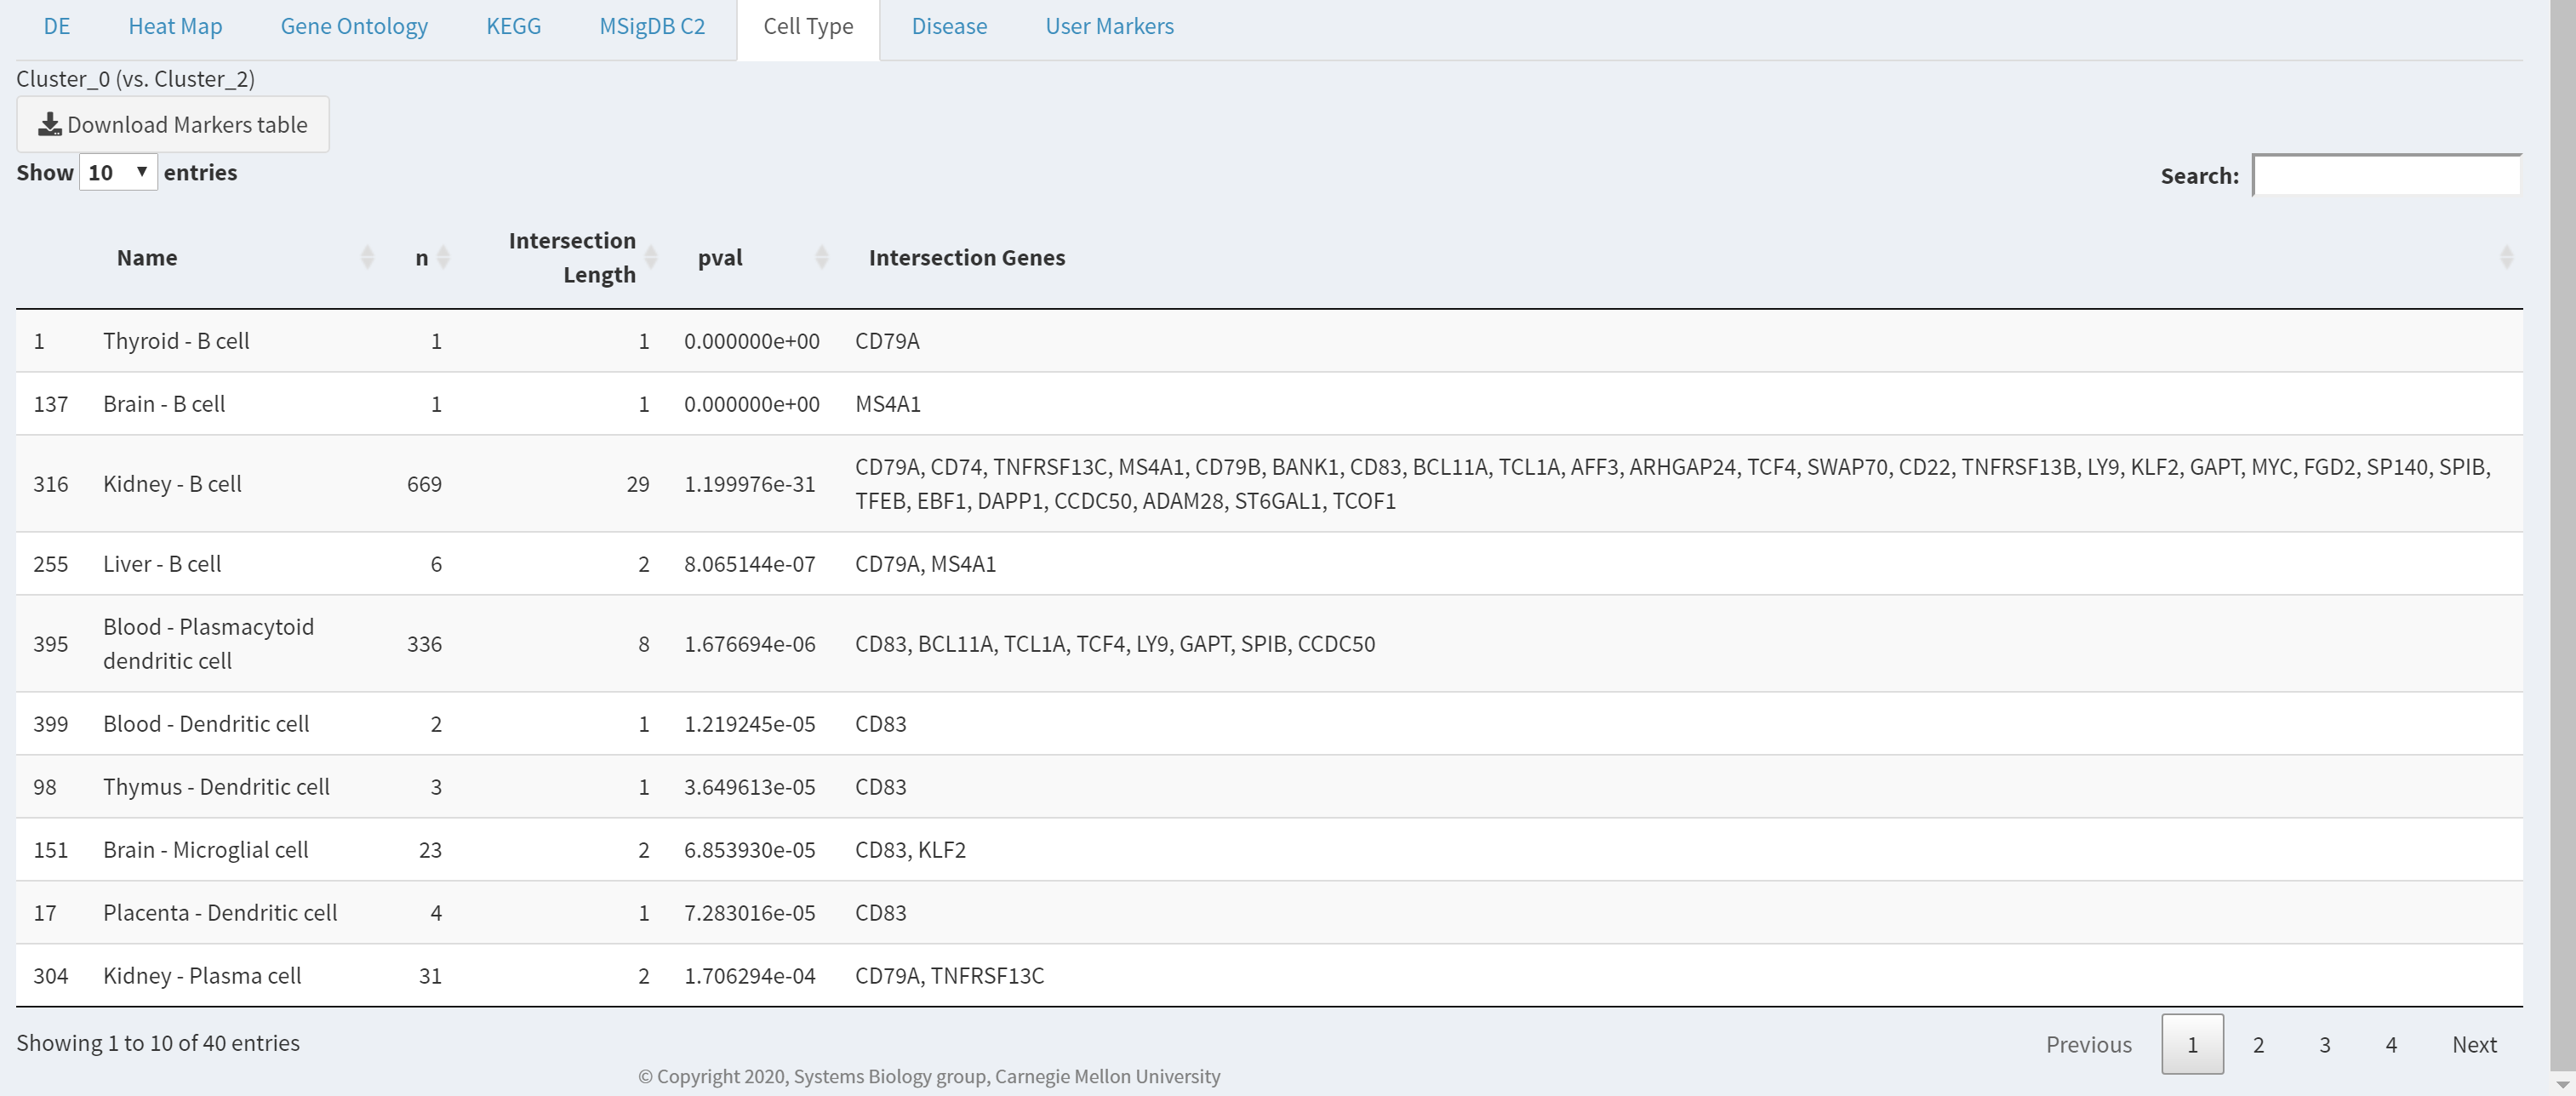 DE Heat Map Gene Ontology KEGG MSigDB C2 Cell Type Disease User Markers
Cluster_0 (vs. Cluster_2)
Download Markers table
Show 10 entries Search:
Name n Intersection Length pval Intersection Genes
1 Thyroid - B cell 1 1 0.000000e+00 CD79A
137 Brain - B cell 1 1 0.000000e+00 MS4A1
316 Kidney - B cell 669 29 1.199976e-31 CD79A, CD74, TNFRSF13C, MS4A1, CD79B, BANK1, CD83, BCL11A, TCL1A, AFF3, ARHGAP24, TCF4, SWAP70, CD22, TNFRSF13B, LY9, KLF2, GAPT, MYC, FGD2, SP140, SPIB,
TFEB, EBF1, DAPP1, CCDC50, ADAM28, ST6GAL1, TCOF1
255 Liver - B cell 6 2 8.065144e-07 CD79A, MS4A1
395 Blood - Plasmacytoid dendritic cell 336 8 1.676694e-06 CD83, BCL11A, TCL1A, TCF4, LY9, GAPT, SPIB, CCDC50
399 Blood - Dendritic cell 2 1 1.219245e-05 CD83
98 Thymus - Dendritic cell 3 1 3.649613e-05 CD83
151 Brain - Microglial cell 23 2 6.853930e-05 CD83, KLF2
17 Placenta - Dendritic cell 4 1 7.283016e-05 CD83
304 Kidney - Plasma cell 31 2 1.706294e-04 CD79A, TNFRSF13C
Showing 1 to 10 of 40 entries Previous 1 2 3 4 Next
© Copyright 2020, Systems Biology group, Carnegie Mellon University